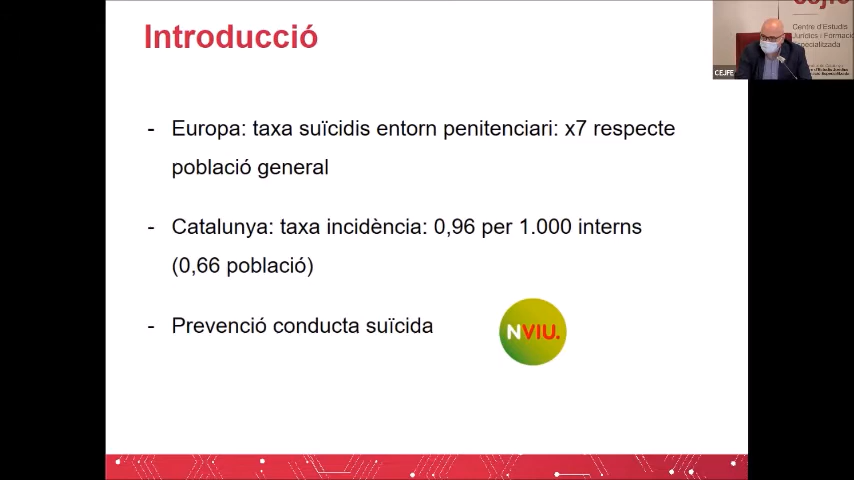 Introducció
- Europa: taxa suïcidis entorn penitenciari: x7 respecte
població general
- Catalunya: taxa incidència: 0,96 per 1.000 interns
(0,66 població)
- Prevenció conducta suïcida
NVIU.
cejfe
Centre d'Estudis
Jurídics i Formació
Especialitzada
CEJFE